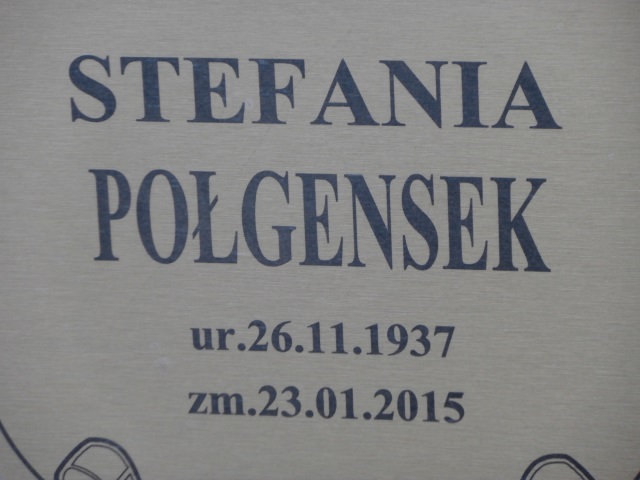 STEFANIA
POŁGENSEK
ur.26.11.1937
zm.23.01.2015